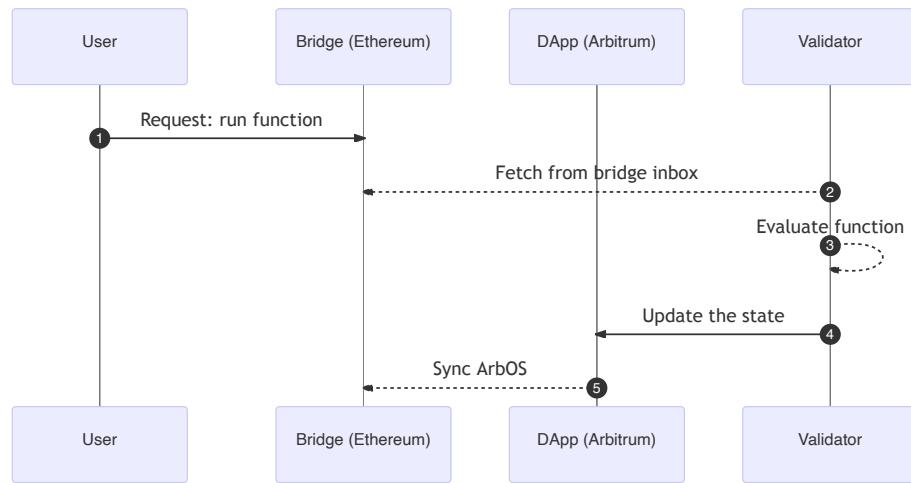 User
Bridge (Ethereum)
DApp (Arbitrum)
Validator
1
Request: run function
Fetch from bridge inbox
2
Evaluate function
3
Update the state
4
Sync ArbOS
5
User
Bridge (Ethereum)
DApp (Arbitrum)
Validator